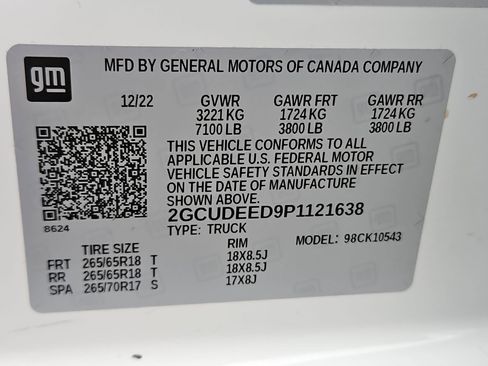 gm
MFD BY GENERAL MOTORS OF CANADA COMPANY
12/22 GVWR GAWR FRT GAWR RR
3221 KG 1724 KG 1724 KG
7100 LB 3800 LB 3800 LB
THIS VEHICLE CONFORMS TO ALL
APPLICABLE U.S. FEDERAL MOTOR
VEHICLE SAFETY STANDARDS IN EFFECT
ON THE DATE OF MANUFACTURE SHOWN ABOVE.
2GCUDEED9P1121638
8624
TYPE: TRUCK MODEL: 98CK10543
TIRE SIZE RIM
FRT 265/65R18 T 18X8.5J
RR 265/65R18 T 18X8.5J
SPA 265/70R17 S 17X8J